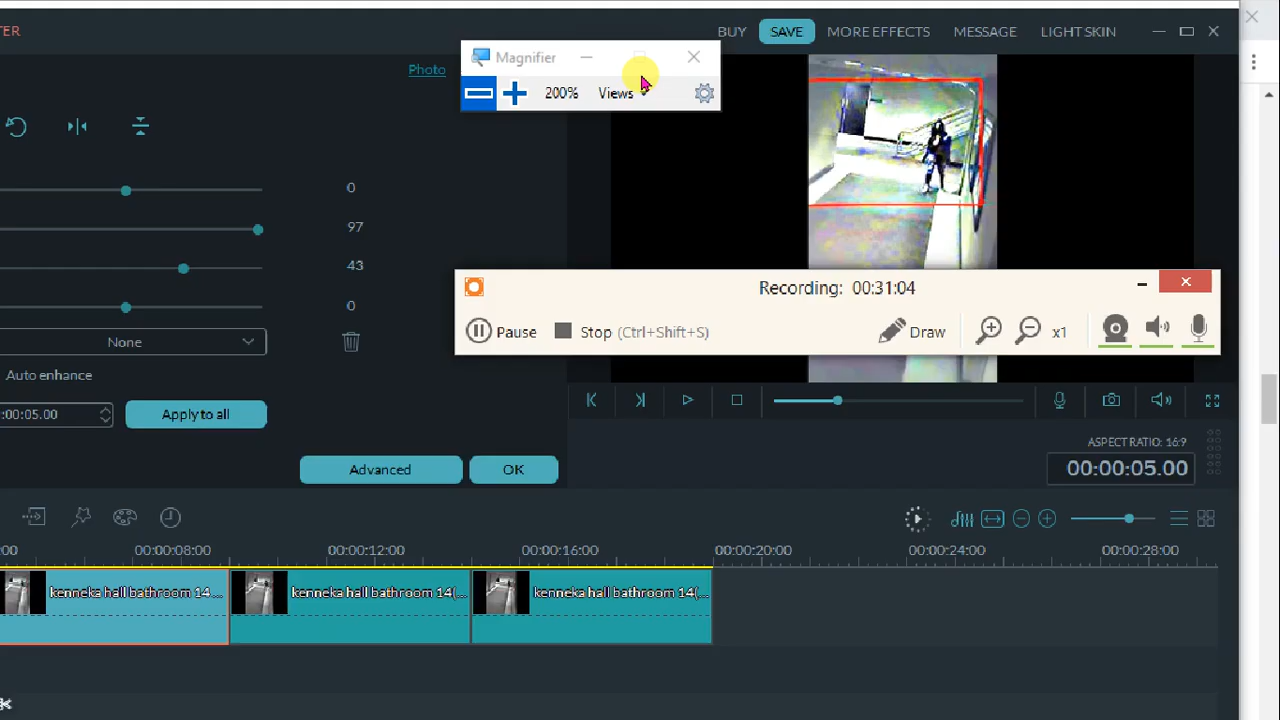 TER
BUY SAVE MORE EFFECTS MESSAGE LIGHT SKIN
Photo
Magnifier
200% Views
0
97
43
0
None
Auto enhance
:00:05.00 Apply to all
Advanced OK
Recording: 00:31:04
Pause Stop (Ctrl+Shift+S) Draw x1
ASPECT RATIO: 16:9
00:00:05.00
:00 00:00:08:00 00:00:12:00 00:00:16:00 00:00:20:00 00:00:24:00 00:00:28:00
kenneka hall bathroom 14... kenneka hall bathroom 14(... kenneka hall bathroom 14(...